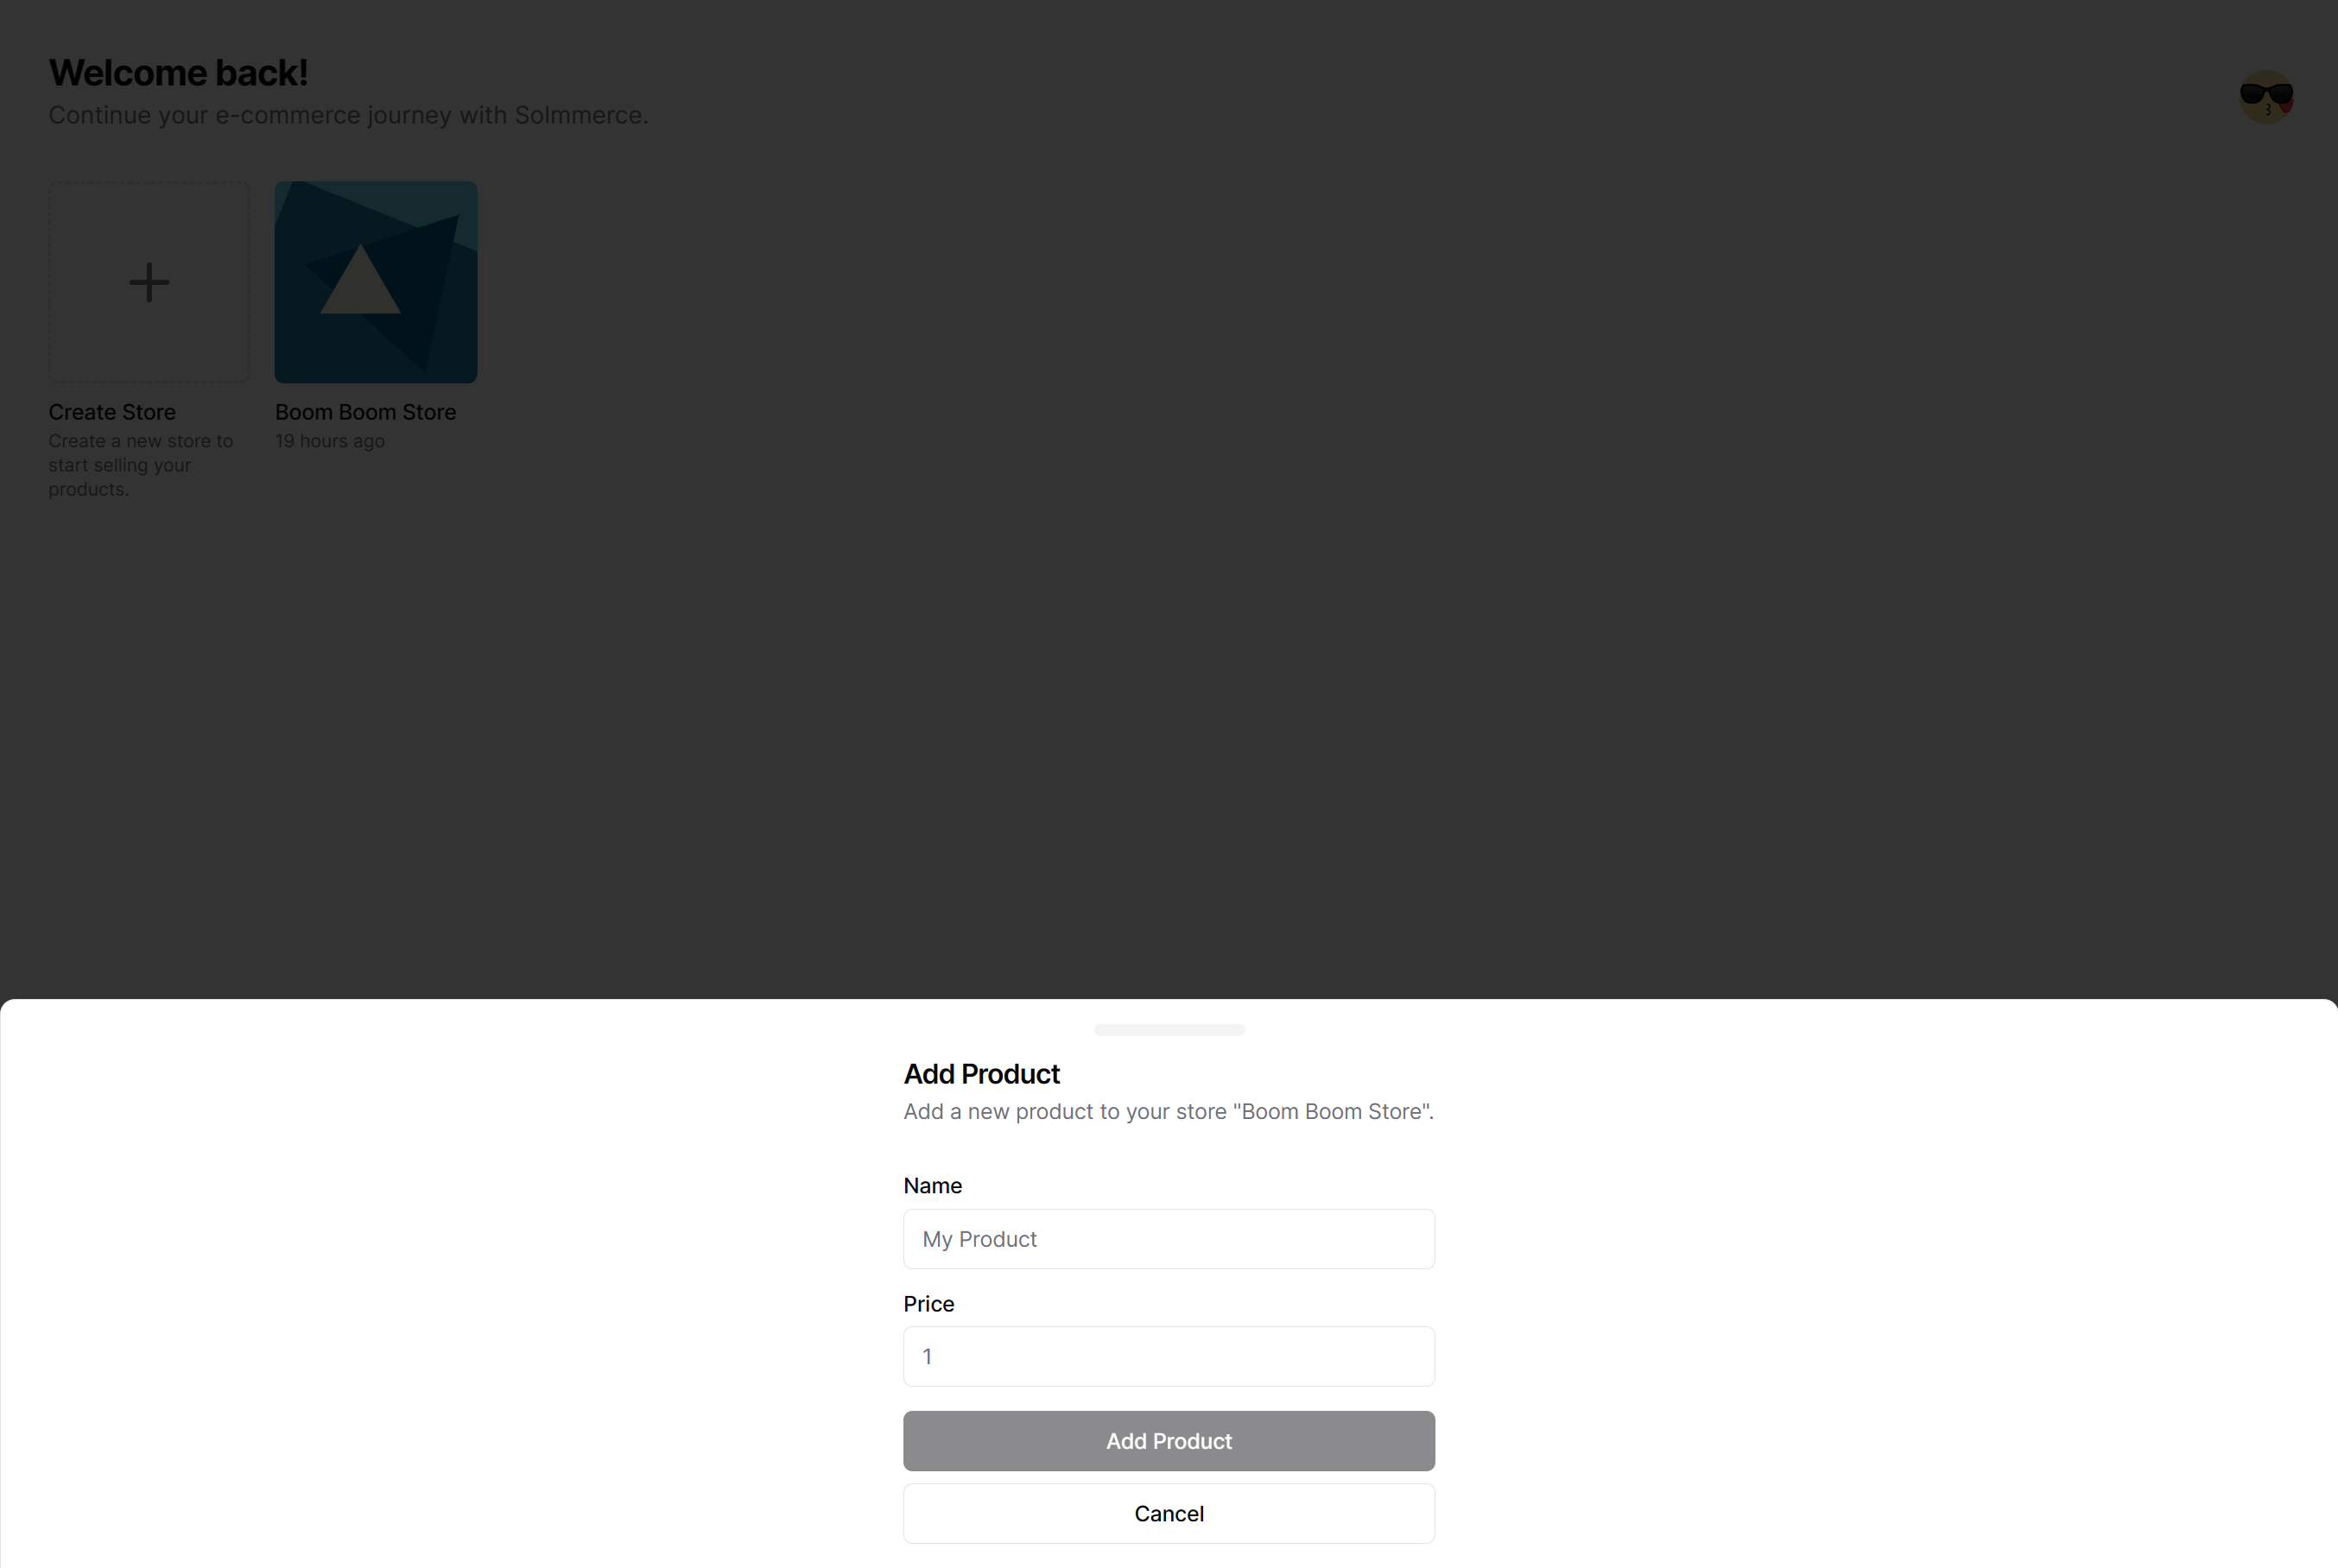 Welcome back!
Continue your e-commerce journey with Solmmerce.
Create Store
Create a new store to
start selling your
products.
Boom Boom Store
19 hours ago
Add Product
Add a new product to your store "Boom Boom Store".
Name
My Product
Price
1
Add Product
Cancel